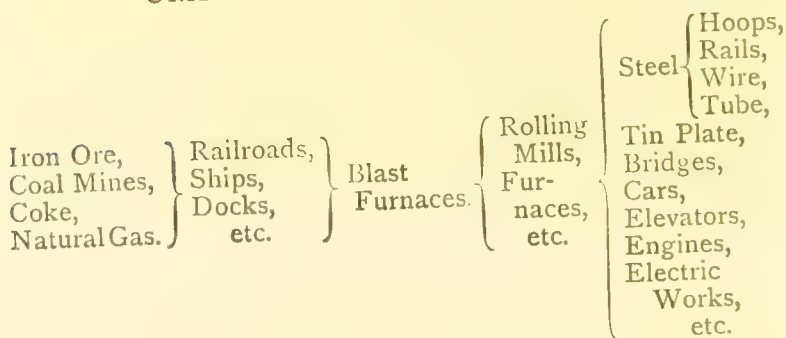 Iron Ore,
Coal Mines,
Coke,
Natural Gas.
Railroads,
Ships,
Docks,
etc.
Blast
Furnaces.
Rolling
Mills,
Fur-
naces,
etc.
Steel
Hoops,
Rails,
Wire,
Tube,
Tin Plate,
Bridges,
Cars,
Elevators,
Engines,
Electric
Works,
etc.